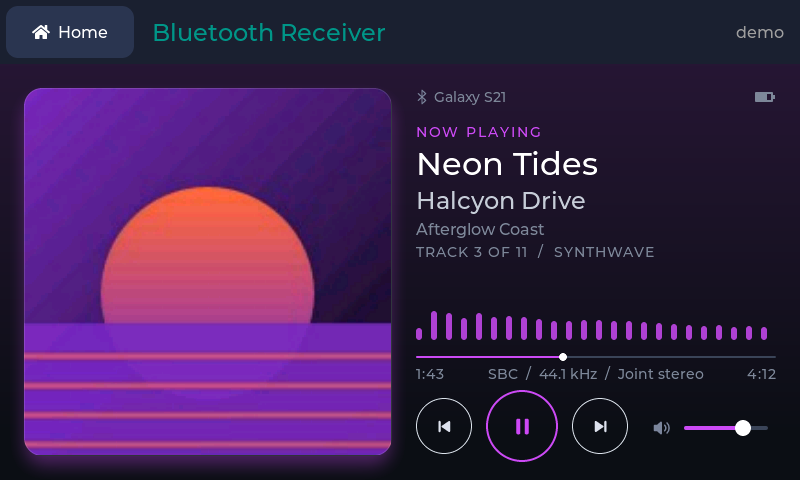 Home
Bluetooth Receiver
demo
Galaxy S21
NOW PLAYING
Neon Tides
Halcyon Drive
Afterglow Coast
TRACK 3 OF 11 / SYNTHWAVE
1:43
SBC / 44.1 kHz / Joint stereo
4:12